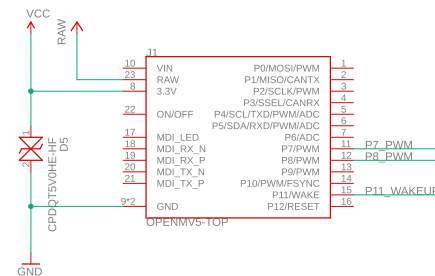 VCC
RAW
J1
10 VIN P0/MOSI/PWM 1
23 RAW P1/MISO/CANTX 2
8 3.3V P2/SCLK/PWM 3
P3/SSEL/CANRX 4
22 ON/OFF P4/SCL/TXD/PWM/ADC 5
P5/SDA/RXD/PWM/ADC 6
17 MDI_LED P6/ADC 7
18 MDI_RX_N P7/PWM 11 P7_PWM
19 MDI_RX_P P8/PWM 12 P8_PWM
20 MDI_TX_N P9/PWM 13
21 MDI_TX_P P10/PWM/FSYNC 14
P11/WAKE 15 P11_WAKEUP
9*2 GND P12/RESET 16
OPENMV5-TOP
1
2
D5
CPDQT5V0HE-HF
GND